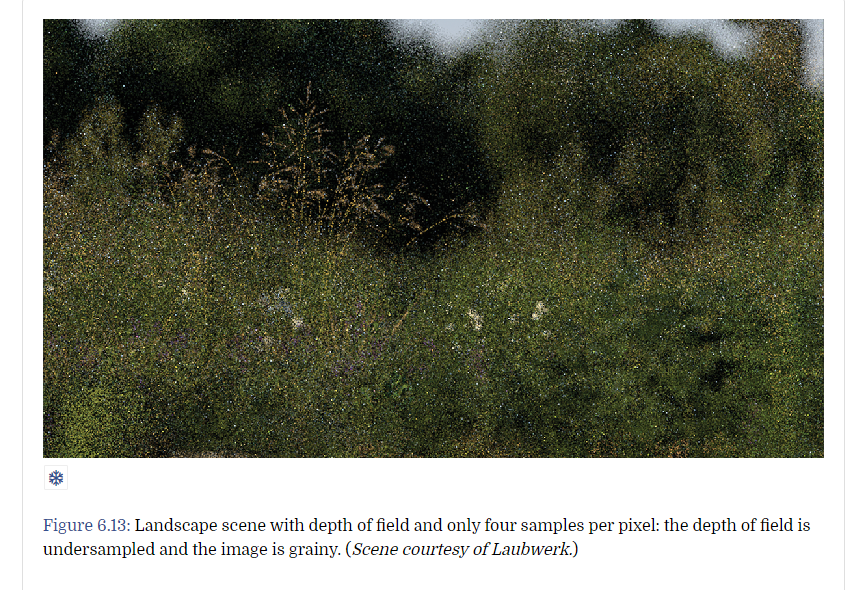 Figure 6.13: Landscape scene with depth of field and only four samples per pixel: the depth of field is
undersampled and the image is grainy. (Scene courtesy of Laubwerk.)